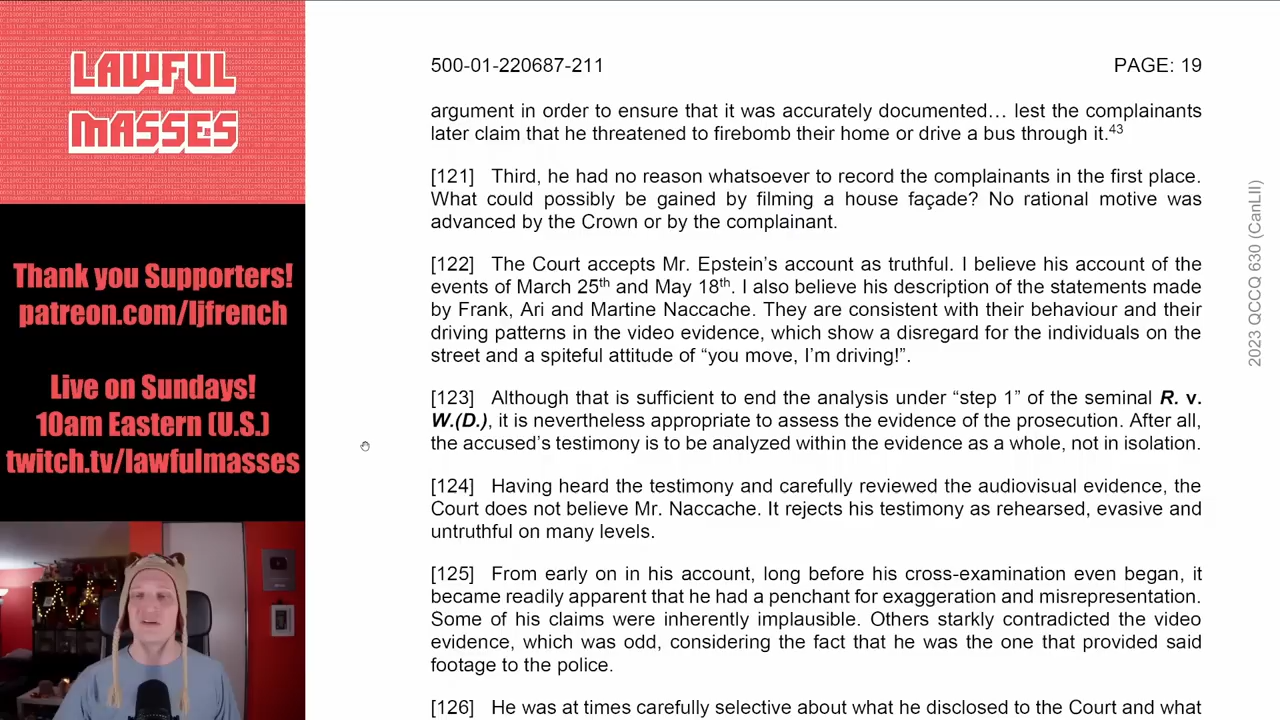 LAWFUL
MASSES
Thank you Supporters!
patreon.com/ljfrench
Live on Sundays!
10am Eastern (U.S.)
twitch.tv/lawfulmasses
500-01-220687-211 PAGE: 19
argument in order to ensure that it was accurately documented… lest the complainants
later claim that he threatened to firebomb their home or drive a bus through it.43
[121] Third, he had no reason whatsoever to record the complainants in the first place.
What could possibly be gained by filming a house façade? No rational motive was
advanced by the Crown or by the complainant.
[122] The Court accepts Mr. Epstein’s account as truthful. I believe his account of the
events of March 25th and May 18th. I also believe his description of the statements made
by Frank, Ari and Martine Naccache. They are consistent with their behaviour and their
driving patterns in the video evidence, which show a disregard for the individuals on the
street and a spiteful attitude of “you move, I’m driving!”.
[123] Although that is sufficient to end the analysis under “step 1” of the seminal R. v.
W.(D.), it is nevertheless appropriate to assess the evidence of the prosecution. After all,
the accused’s testimony is to be analyzed within the evidence as a whole, not in isolation.
[124] Having heard the testimony and carefully reviewed the audiovisual evidence, the
Court does not believe Mr. Naccache. It rejects his testimony as rehearsed, evasive and
untruthful on many levels.
[125] From early on in his account, long before his cross-examination even began, it
became readily apparent that he had a penchant for exaggeration and misrepresentation.
Some of his claims were inherently implausible. Others starkly contradicted the video
evidence, which was odd, considering the fact that he was the one that provided said
footage to the police.
[126] He was at times carefully selective about what he disclosed to the Court and what
2023 QCCQ 630 (CanLII)